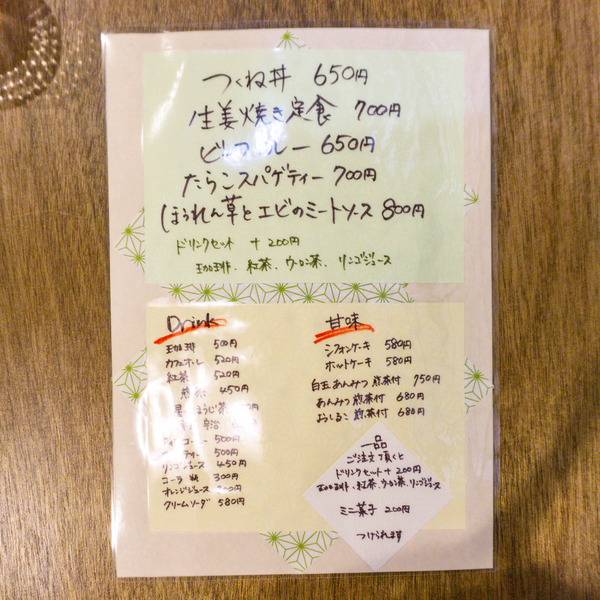 つくね丼 650円
生姜焼き定食 700円
ビーフカレー 650円
たらこスパゲティー 700円
ほうれん草とエビのミートソース 800円
ドリンクセット + 200円
珈琲、紅茶、ウーロン茶、リンゴジュース
Drink
珈琲 500円
カフェオーレ 520円
紅茶 520円
煎茶 450円
ほうじ茶
宇治
コーヒー 500円
ティー 500円
リンゴジュース 450円
コーラ 300円
オレンジジュース
クリームソーダ 580円
甘味
シフォンケーキ 580円
ホットケーキ 580円
白玉あんみつ 煎茶付 750円
あんみつ 煎茶付 680円
おしるこ 煎茶付 680円
一品
ご注文頂くと
ドリンクセット + 200円
珈琲、紅茶、ウーロン茶、リンゴジュース
ミニ菓子 200円
つけられます